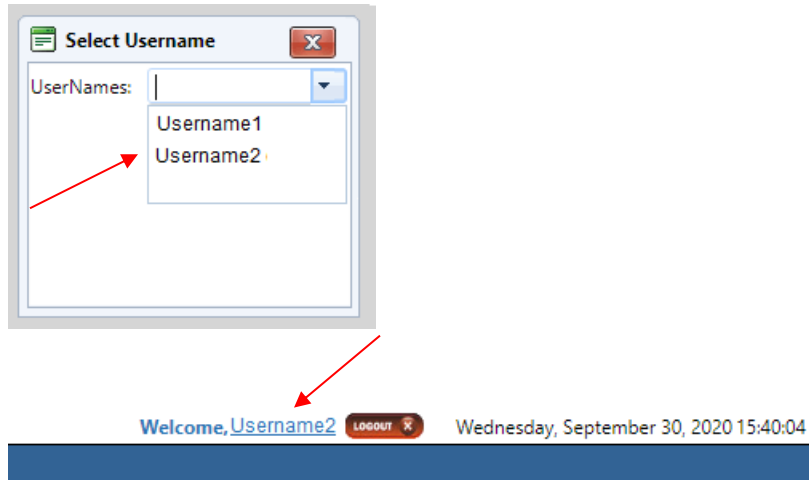 Select Username
UserNames:
Username1
Username2
Welcome, Username2 LOGOUT X Wednesday, September 30, 2020 15:40:04